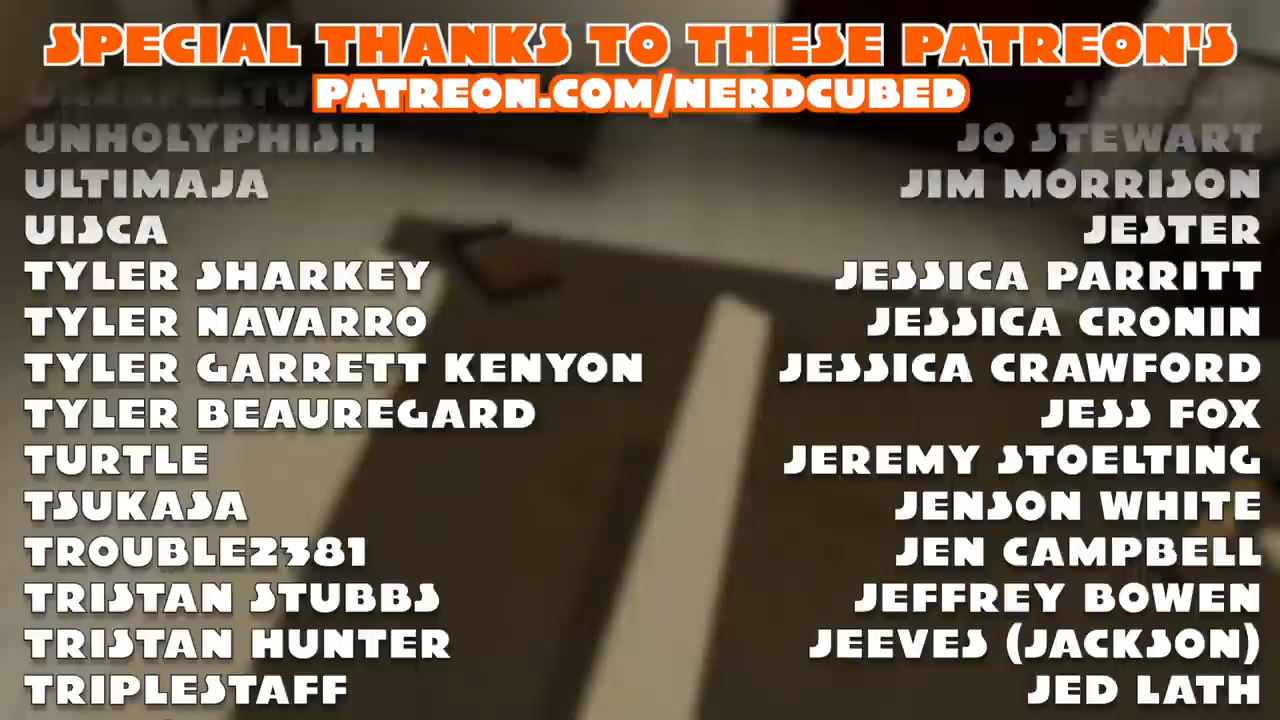 SPECIAL THANKS TO THESE PATREON'S
PATREON.COM/NERDCUBED
UNHOLYPHISH
ULTIMAJA
UISCA
TYLER SHARKEY
TYLER NAVARRO
TYLER GARRETT KENYON
TYLER BEAUREGARD
TURTLE
TSUKASA
TROUBLE2381
TRISTAN STUBBS
TRISTAN HUNTER
TRIPLESTAFF
JO STEWART
JIM MORRISON
JESTER
JESSICA PARRITT
JESSICA CRONIN
JESSICA CRAWFORD
JESS FOX
JEREMY STOELTING
JENSON WHITE
JEN CAMPBELL
JEFFREY BOWEN
JEEVES (JACKSON)
JED LATH